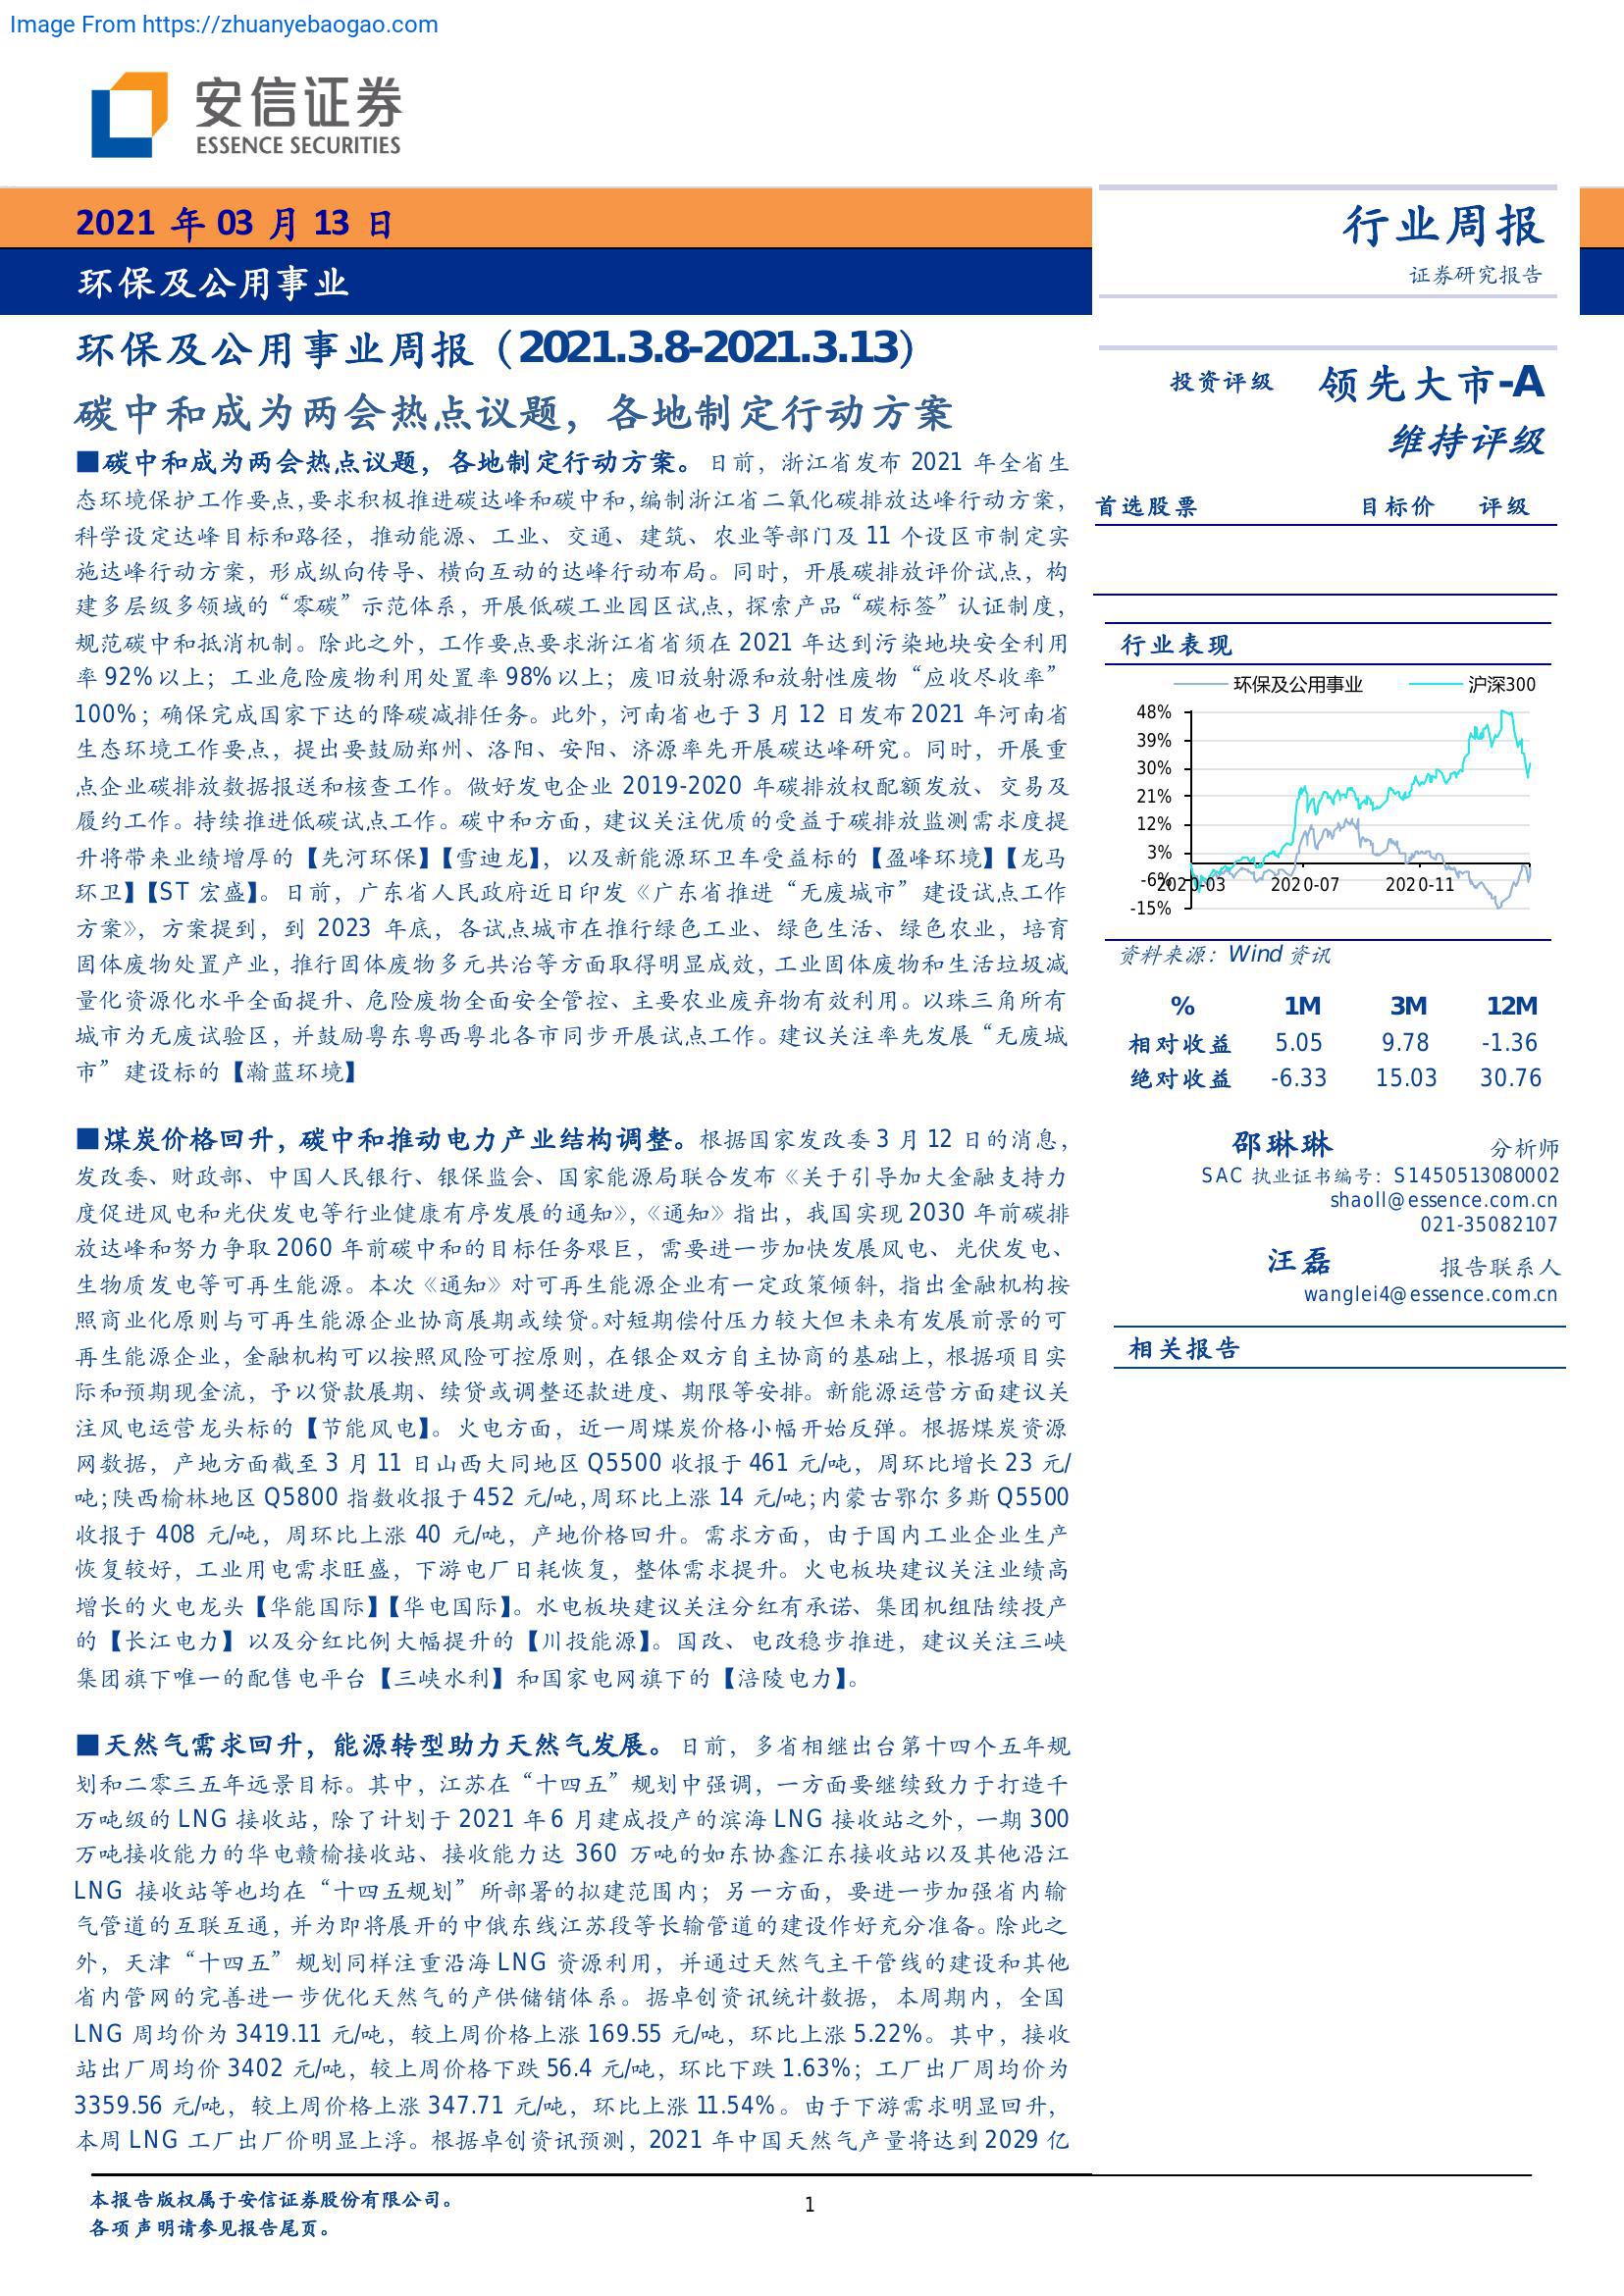 Image From https://zhuanyebaogao.com
安信证券
ESSENCE SECURITIES
2021 年 03 月 13 日
环保及公用事业
行业周报
证券研究报告
环保及公用事业周报（2021.3.8-2021.3.13）
碳中和成为两会热点议题，各地制定行动方案
■碳中和成为两会热点议题，各地制定行动方案。日前，浙江省发布 2021 年全省生
态环境保护工作要点，要求积极推进碳达峰和碳中和，编制浙江省二氧化碳排放达峰行动方案，
科学设定达峰目标和路径，推动能源、工业、交通、建筑、农业等部门及 11 个设区市制定实
施达峰行动方案，形成纵向传导、横向互动的达峰行动布局。同时，开展碳排放评价试点，构
建多层级多领域的“零碳”示范体系，开展低碳工业园区试点，探索产品“碳标签”认证制度，
规范碳中和抵消机制。除此之外，工作要点要求浙江省省须在 2021 年达到污染地块安全利用
率 92%以上；工业危险废物利用处置率 98%以上；废旧放射源和放射性废物“应收尽收率”
100%；确保完成国家下达的降碳减排任务。此外，河南省也于 3 月 12 日发布 2021 年河南省
生态环境工作要点，提出要鼓励郑州、洛阳、安阳、济源率先开展碳达峰研究。同时，开展重
点企业碳排放数据报送和核查工作。做好发电企业 2019-2020 年碳排放权配额发放、交易及
履约工作。持续推进低碳试点工作。碳中和方面，建议关注优质的受益于碳排放监测需求度提
升将带来业绩增厚的【先河环保】【雪迪龙】，以及新能源环卫车受益标的【盈峰环境】【龙马
环卫】【ST 宏盛】。日前，广东省人民政府近日印发《广东省推进“无废城市”建设试点工作
方案》，方案提到，到 2023 年底，各试点城市在推行绿色工业、绿色生活、绿色农业，培育
固体废物处置产业，推行固体废物多元共治等方面取得明显成效，工业固体废物和生活垃圾减
量化资源化水平全面提升、危险废物全面安全管控、主要农业废弃物有效利用。以珠三角所有
城市为无废试验区，并鼓励粤东粤西粤北各市同步开展试点工作。建议关注率先发展“无废城
市”建设标的【瀚蓝环境】
■煤炭价格回升，碳中和推动电力产业结构调整。根据国家发改委 3 月 12 日的消息，
发改委、财政部、中国人民银行、银保监会、国家能源局联合发布《关于引导加大金融支持力
度促进风电和光伏发电等行业健康有序发展的通知》，《通知》指出，我国实现 2030 年前碳排
放达峰和努力争取 2060 年前碳中和的目标任务艰巨，需要进一步加快发展风电、光伏发电、
生物质发电等可再生能源。本次《通知》对可再生能源企业有一定政策倾斜，指出金融机构按
照商业化原则与可再生能源企业协商展期或续贷。对短期偿付压力较大但未来有发展前景的可
再生能源企业，金融机构可以按照风险可控原则，在银企双方自主协商的基础上，根据项目实
际和预期现金流，予以贷款展期、续贷或调整还款进度、期限等安排。新能源运营方面建议关
注风电运营龙头标的【节能风电】。火电方面，近一周煤炭价格小幅开始反弹。根据煤炭资源
网数据，产地方面截至 3 月 11 日山西大同地区 Q5500 收报于 461 元/吨，周环比增长 23 元/
吨；陕西榆林地区 Q5800 指数收报于 452 元/吨，周环比上涨 14 元/吨；内蒙古鄂尔多斯 Q5500
收报于 408 元/吨，周环比上涨 40 元/吨，产地价格回升。需求方面，由于国内工业企业生产
恢复较好，工业用电需求旺盛，下游电厂日耗恢复，整体需求提升。火电板块建议关注业绩高
增长的火电龙头【华能国际】【华电国际】。水电板块建议关注分红有承诺、集团机组陆续投产
的【长江电力】以及分红比例大幅提升的【川投能源】。国改、电改稳步推进，建议关注三峡
集团旗下唯一的配售电平台【三峡水利】和国家电网旗下的【涪陵电力】。
■天然气需求回升，能源转型助力天然气发展。日前，多省相继出台第十四个五年规
划和二零三五年远景目标。其中，江苏在“十四五”规划中强调，一方面要继续致力于打造千
万吨级的 LNG 接收站，除了计划于 2021 年 6 月建成投产的滨海 LNG 接收站之外，一期 300
万吨接收能力的华电赣榆接收站、接收能力达 360 万吨的如东协鑫汇东接收站以及其他沿江
LNG 接收站等也均在“十四五规划”所部署的拟建范围内；另一方面，要进一步加强省内输
气管道的互联互通，并为即将展开的中俄东线江苏段等长输管道的建设作好充分准备。除此之
外，天津“十四五”规划同样注重沿海 LNG 资源利用，并通过天然气主干管线的建设和其他
省内管网的完善进一步优化天然气的产供储销体系。据卓创资讯统计数据，本周期内，全国
LNG 周均价为 3419.11 元/吨，较上周价格上涨 169.55 元/吨，环比上涨 5.22%。其中，接收
站出厂周均价 3402 元/吨，较上周价格下跌 56.4 元/吨，环比下跌 1.63%；工厂出厂周均价为
3359.56 元/吨，较上周价格上涨 347.71 元/吨，环比上涨 11.54%。由于下游需求明显回升，
本周 LNG 工厂出厂价明显上浮。根据卓创资讯预测，2021 年中国天然气产量将达到 2029 亿
投资评级 领先大市-A
维持评级
首选股票 目标价 评级
行业表现
环保及公用事业 沪深300
48%
39%
30%
21%
12%
3%
-6%
-15%
2020-03 2020-07 2020-11
资料来源：Wind 资讯
% 1M 3M 12M
相对收益 5.05 9.78 -1.36
绝对收益 -6.33 15.03 30.76
邵琳琳 分析师
SAC 执业证书编号：S1450513080002
shaoll@essence.com.cn
021-35082107
汪磊 报告联系人
wanglei4@essence.com.cn
相关报告
本报告版权属于安信证券股份有限公司。
各项声明请参见报告尾页。
1